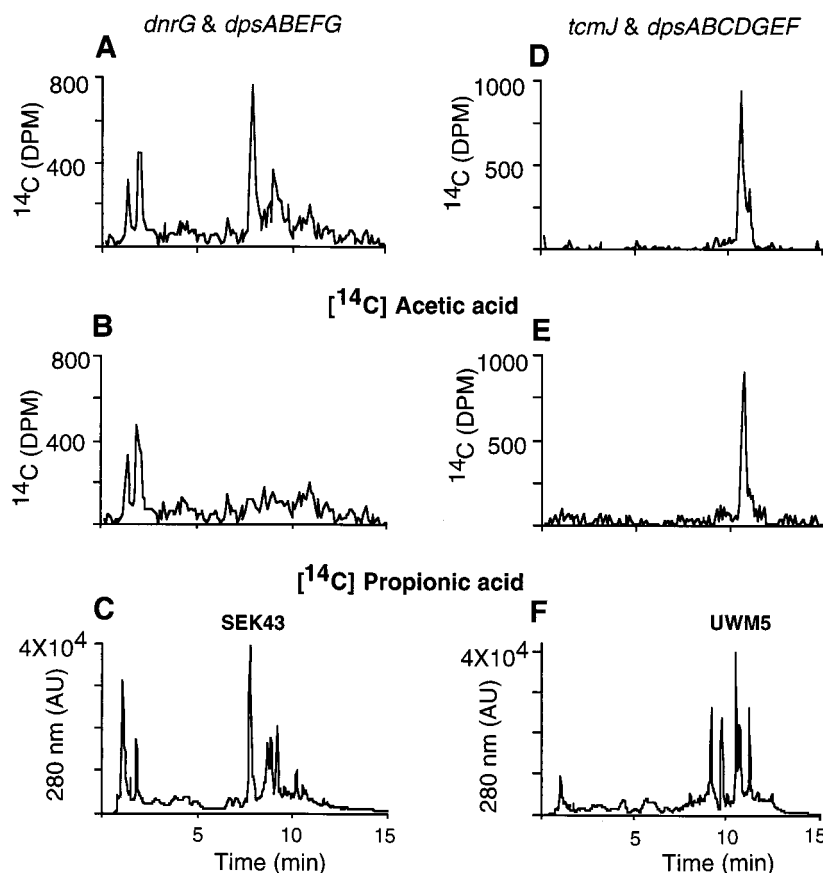 dnrG & dpsABEFG
tcmJ & dpsABCDGEF
A
800
400
14C (DPM)
D
1000
500
14C (DPM)
[14C] Acetic acid
B
800
400
14C (DPM)
E
1000
500
14C (DPM)
[14C] Propionic acid
C
SEK43
4X10^4
280 nm (AU)
5
10
15
Time (min)
F
UWM5
4X10^4
280 nm (AU)
5
10
15
Time (min)